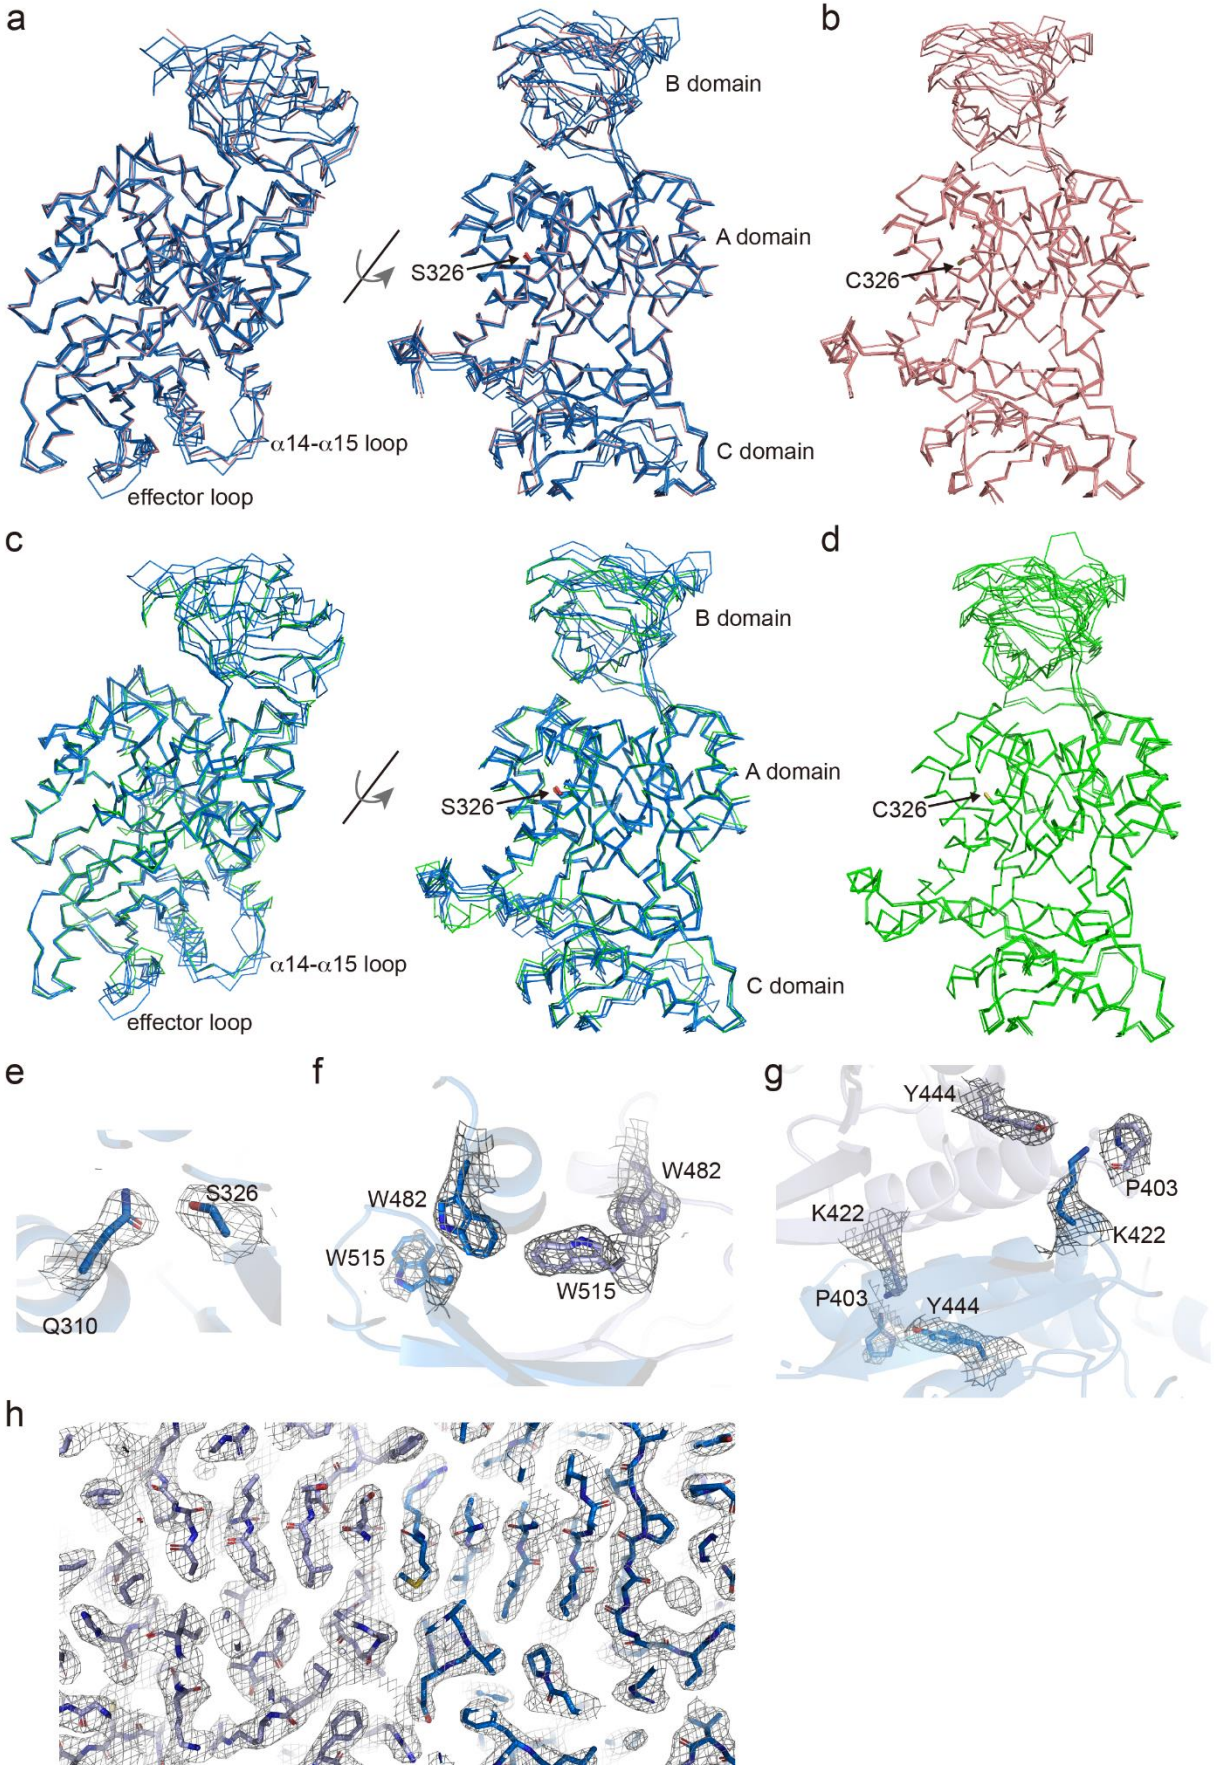 a
b
B domain
A domain
S326
C326
α14-α15 loop
C domain
effector loop
c
d
B domain
A domain
S326
C326
α14-α15 loop
C domain
effector loop
e
f
g
Y444
S326
W482
W482
P403
K422
K422
W515
W515
P403
Y444
Q310
h